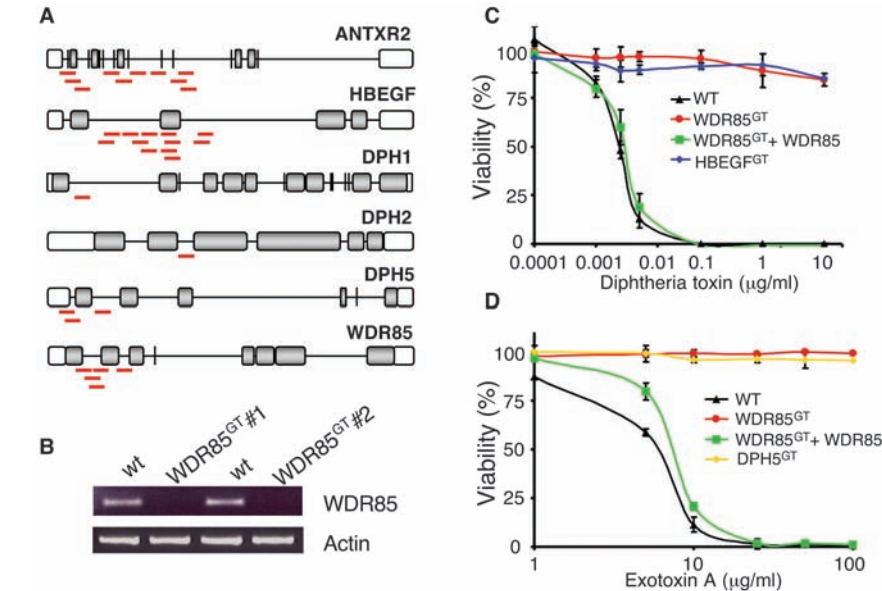 A
ANTXR2
HBEGF
DPH1
DPH2
DPH5
WDR85
B
wt
WDR85GT#1
wt
WDR85GT#2
WDR85
Actin
C
Viability (%)
100
75
50
25
0
WT
WDR85GT
WDR85GT+ WDR85
HBEGFGT
0.0001 0.001 0.01 0.1 1 10
Diphtheria toxin (µg/ml)
D
Viability (%)
100
75
50
25
0
WT
WDR85GT
WDR85GT+ WDR85
DPH5GT
1 10 100
Exotoxin A (µg/ml)